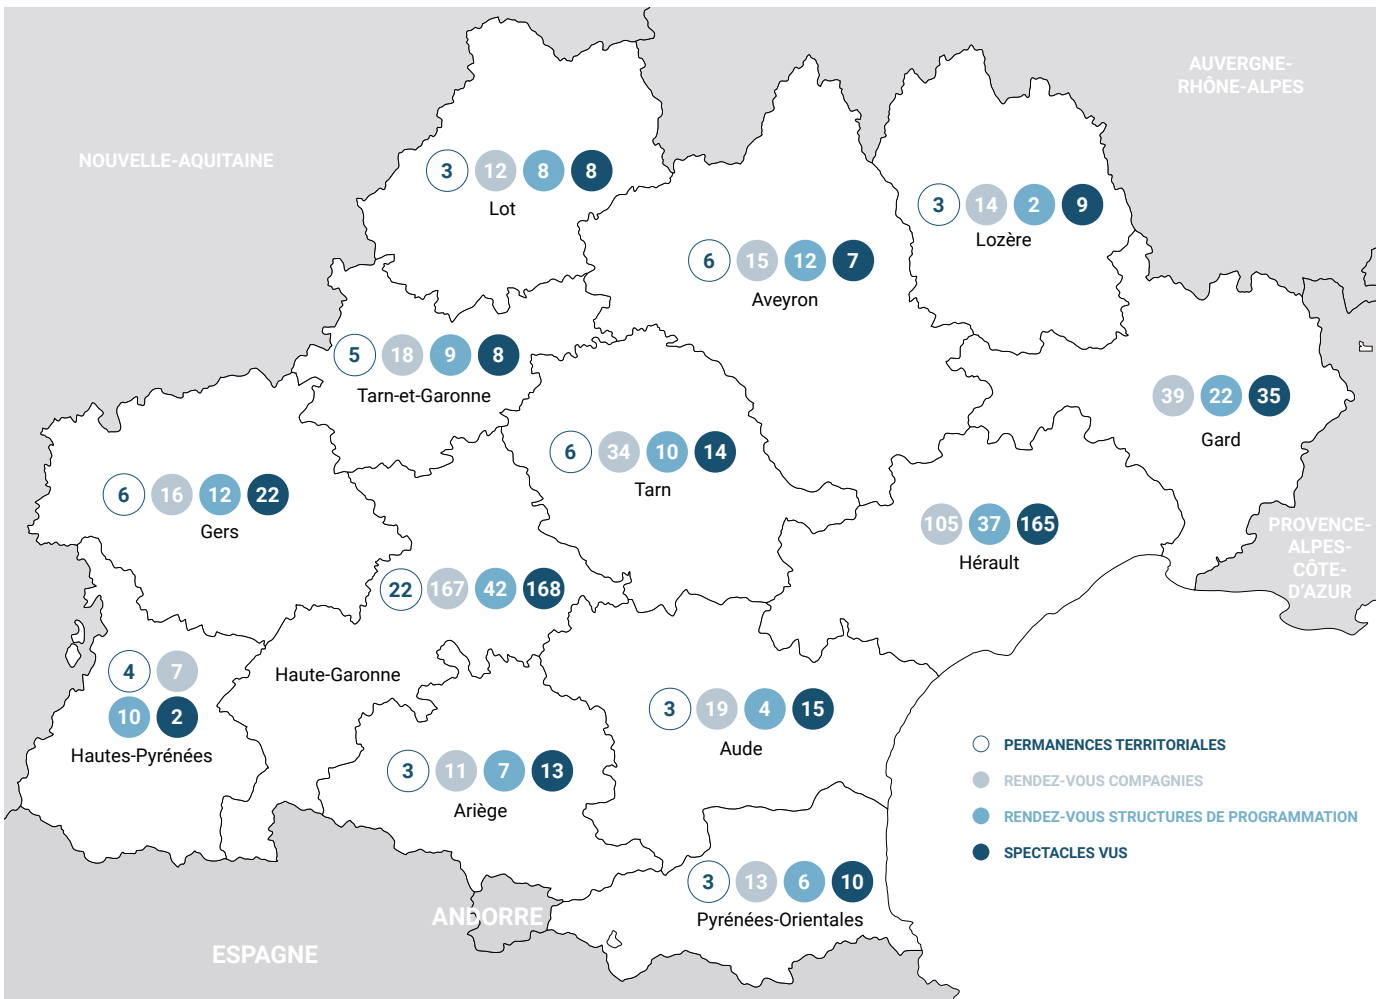 AUVERGNE-
RHÔNE-ALPES
NOUVELLE-AQUITAINE
3 12 8 8
Lot
3 14 2 9
Lozère
6 15 12 7
Aveyron
5 18 9 8
Tarn-et-Garonne
39 22 35
Gard
6 34 10 14
Tarn
6 16 12 22
Gers
105 37 165
Hérault
PROVENCE-
ALPES-
CÔTE-
D'AZUR
22 167 42 168
Haute-Garonne
4 7
10 2
Hautes-Pyrénées
3 19 4 15
Aude
3 11 7 13
Ariège
3 13 6 10
Pyrénées-Orientales
PERMANENCES TERRITORIALES
RENDEZ-VOUS COMPAGNIES
RENDEZ-VOUS STRUCTURES DE PROGRAMMATION
SPECTACLES VUS
ANDORRE
ESPAGNE